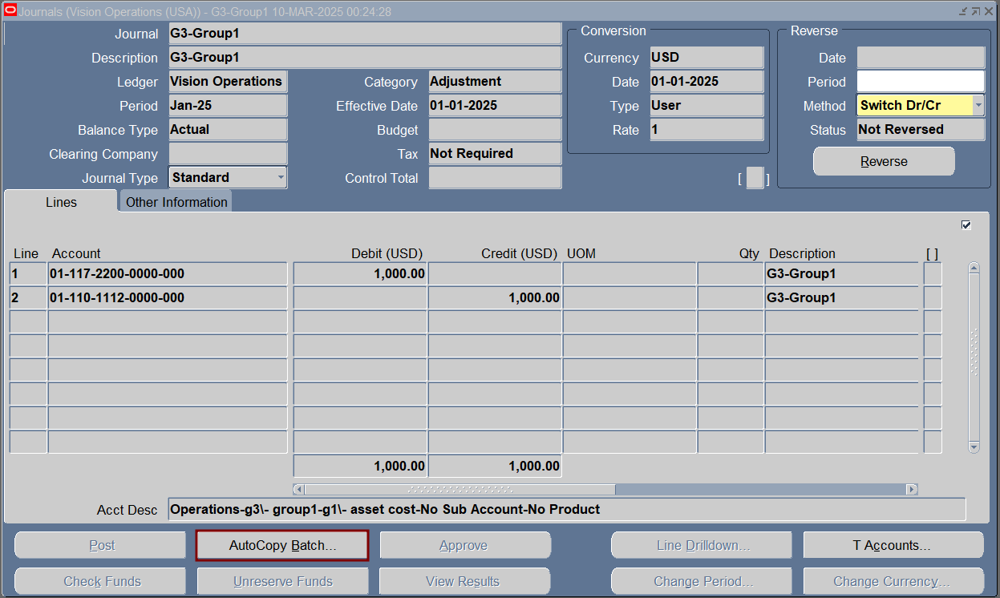 Journals (Vision Operations (USA)) - G3-Group1 10-MAR-2025 00:24:28
Journal G3-Group1
Description G3-Group1
Ledger Vision Operations Category Adjustment
Period Jan-25 Effective Date 01-01-2025
Balance Type Actual Budget
Clearing Company Tax Not Required
Journal Type Standard Control Total
Conversion
Currency USD
Date 01-01-2025
Type User
Rate 1
[ ]
Reverse
Date
Period
Method Switch Dr/Cr
Status Not Reversed
Reverse
Lines Other Information
Line Account Debit (USD) Credit (USD) UOM Qty Description [ ]
1 01-117-2200-0000-000 1,000.00 G3-Group1
2 01-110-1112-0000-000 1,000.00 G3-Group1
1,000.00 1,000.00
Acct Desc Operations-g3\- group1-g1\- asset cost-No Sub Account-No Product
Post AutoCopy Batch... Approve Line Drilldown... T Accounts...
Check Funds Unreserve Funds View Results Change Period... Change Currency...